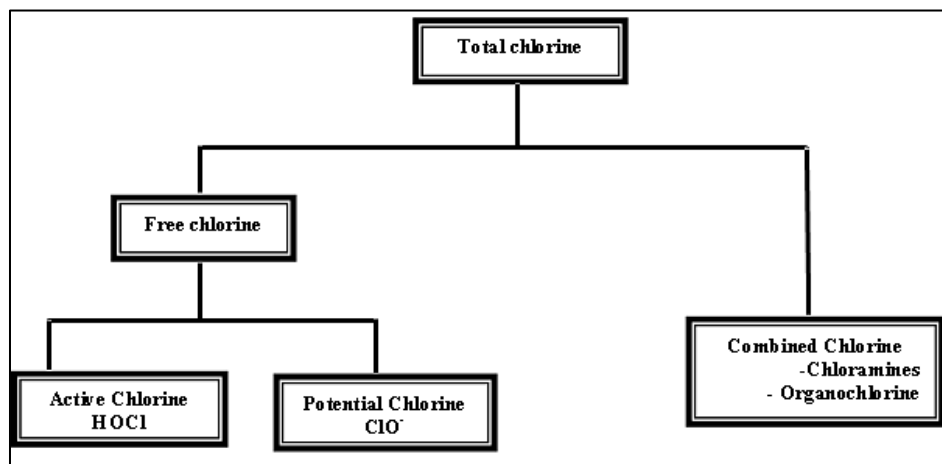 Total chlorine
Free chlorine
Active Chlorine
HOCl
Potential Chlorine
ClO⁻
Combined Chlorine
-Chloramines
- Organochlorine